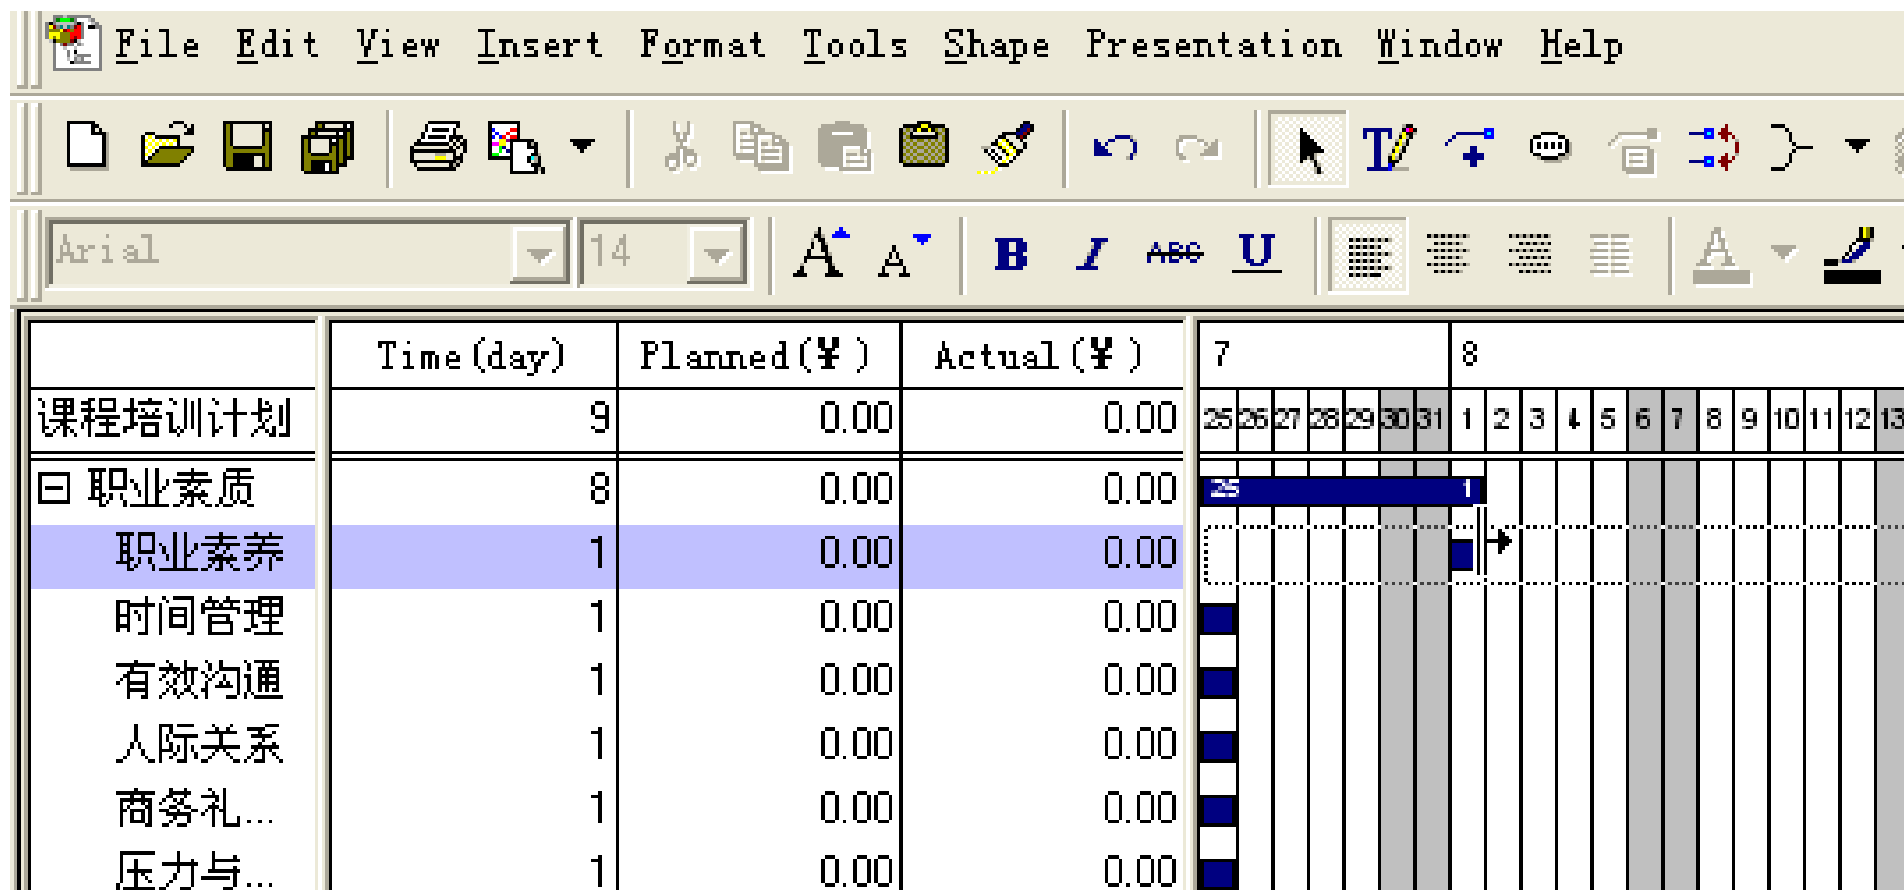 File Edit View Insert Format Tools Shape Presentation Window Help
Arial 14 A A B I ABC U A
Time(day) Planned(¥) Actual(¥) 7 8
课程培训计划 9 0.00 0.00 25 26 27 28 29 30 31 1 2 3 4 5 6 7 8 9 10 11 12 13
职业素质 8 0.00 0.00 25 1
职业素养 1 0.00 0.00
时间管理 1 0.00 0.00
有效沟通 1 0.00 0.00
人际关系 1 0.00 0.00
商务礼... 1 0.00 0.00
压力与... 1 0.00 0.00